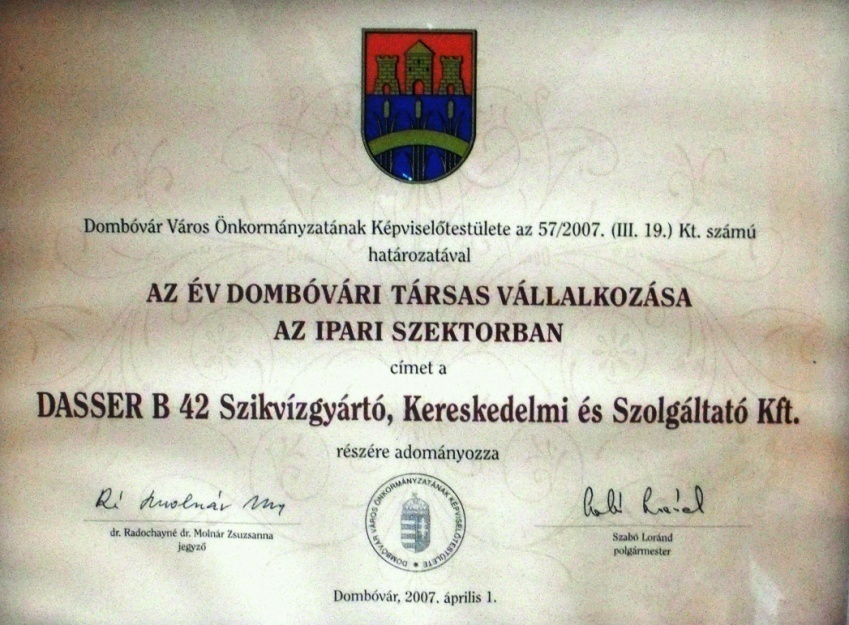 Dombóvár Város Önkormányzatának Képviselőtestülete az 57/2007. (III. 19.) Kt. számú
határozatával
AZ ÉV DOMBÓVÁRI TÁRSAS VÁLLALKOZÁSA
AZ IPARI SZEKTORBAN
címet a
DASSER B 42 Szikvízgyártó, Kereskedelmi és Szolgáltató Kft.
részére adományozza
dr. Radochayné dr. Molnár Zsuzsanna
jegyző
DOMBÓVÁR VÁROS ÖNKORMÁNYZATÁNAK KÉPVISELŐTESTÜLETE
Szabó Loránd
polgármester
Dombóvár, 2007. április 1.